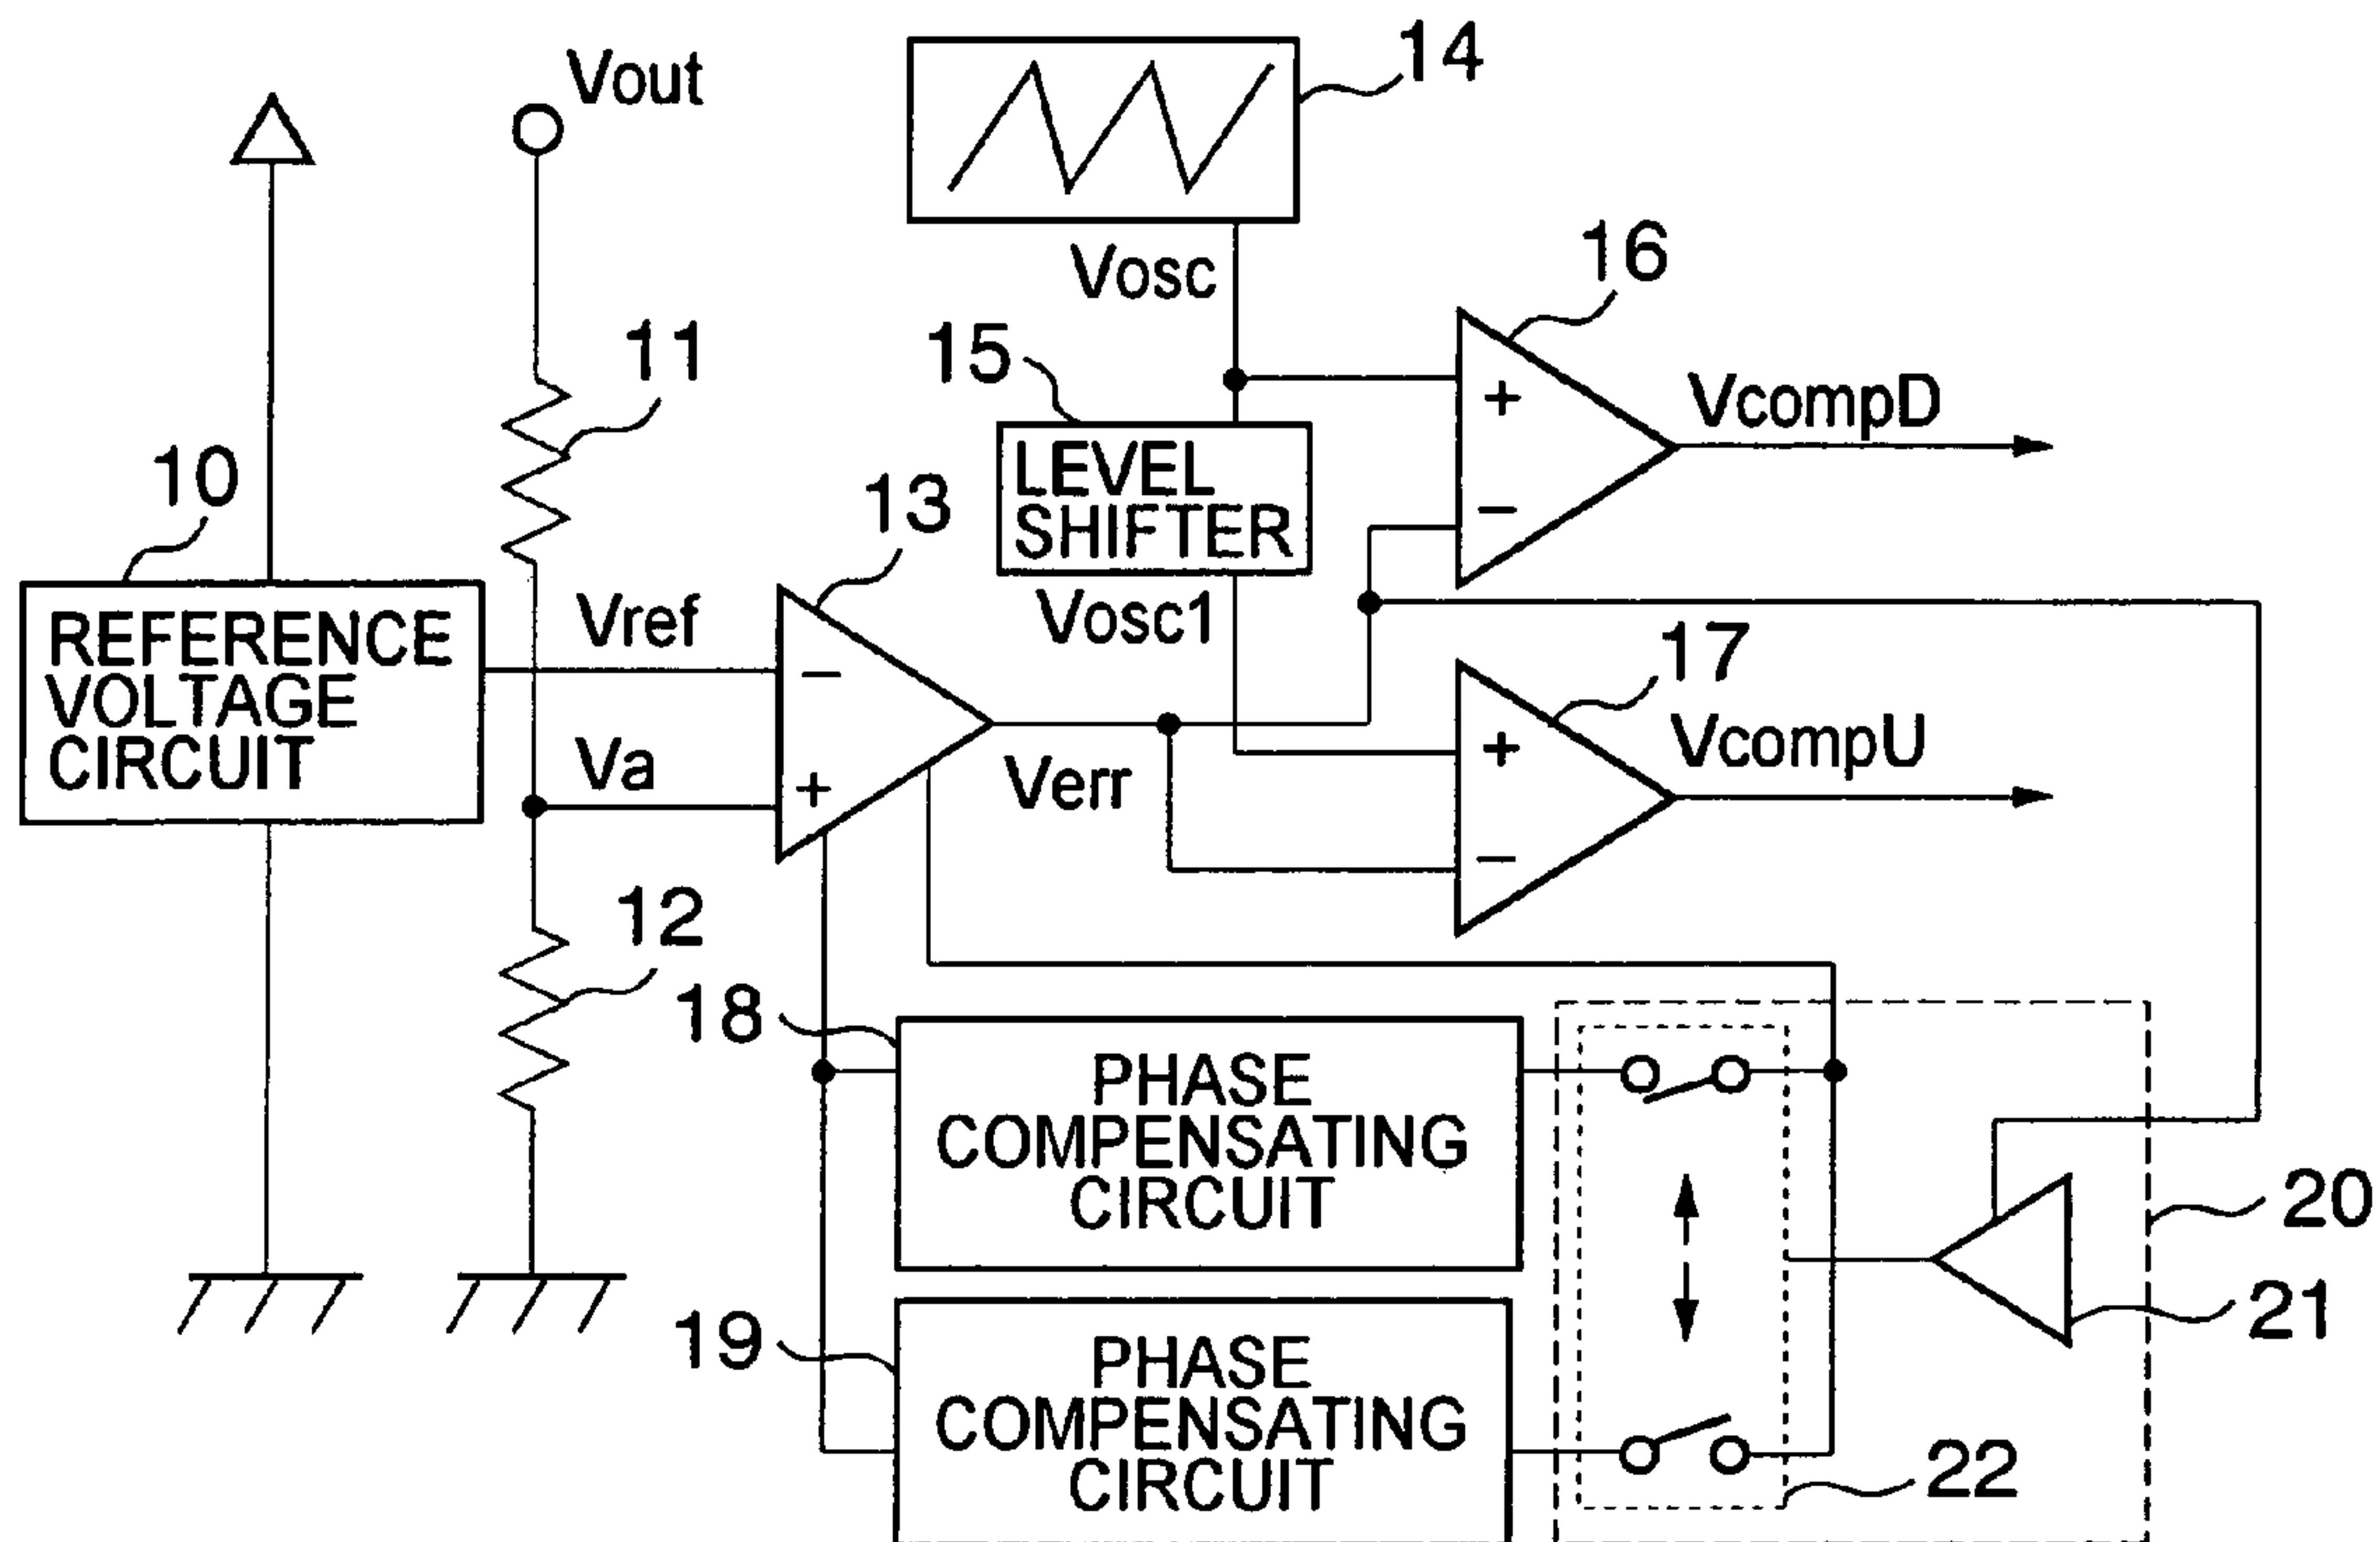 14
Vout
Vosc
16
15
11
+
VcompD
LEVEL
SHIFTER
−
10
13
Vref
Vosc1
17
REFERENCE
VOLTAGE
CIRCUIT
−
+
VcompU
Va
+
Verr
−
12
18
PHASE
COMPENSATING
CIRCUIT
20
21
19
PHASE
COMPENSATING
CIRCUIT
22